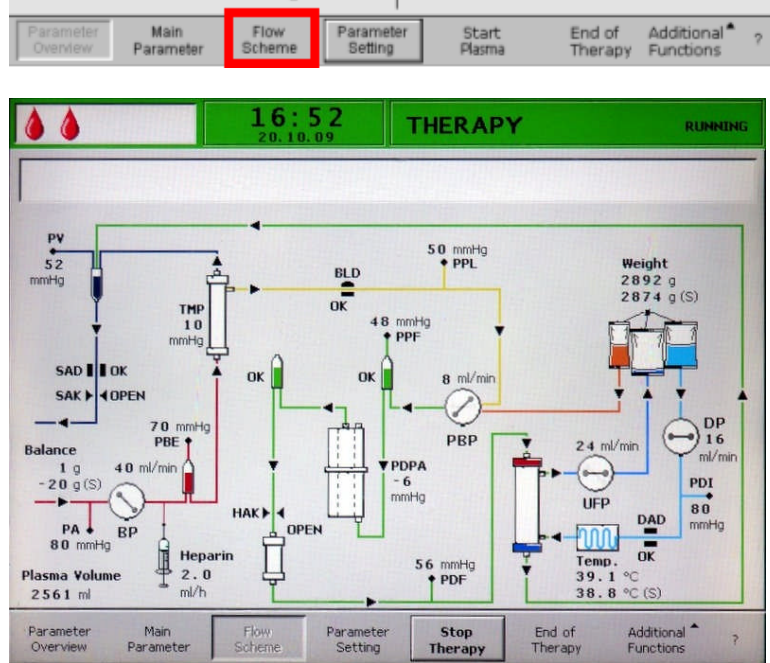 Parameter Overview
Main Parameter
Flow Scheme
Parameter Setting
Start Plasma
End of Therapy
Additional Functions
?
16:52
20.10.09
THERAPY
RUNNING
PV
52
mmHg
50 mmHg
PPL
BLD
OK
Weight
2892 g
2874 g (S)
TMP
10
mmHg
48 mmHg
PPF
SAD OK
SAK OPEN
OK
OK
8 ml/min
PBP
70 mmHg
PBE
DP
16
ml/min
24 ml/min
UFP
Balance
1 g
-20 g (S)
40 ml/min
BP
PA
80 mmHg
PDPA
-6
mmHg
PDI
80
mmHg
HAK
OPEN
DAD
OK
Heparin
2.0
ml/h
56 mmHg
PDF
Temp.
39.1 °C
38.8 °C (S)
Plasma Volume
2561 ml
Parameter Overview
Main Parameter
Flow Scheme
Parameter Setting
Stop Therapy
End of Therapy
Additional Functions
?